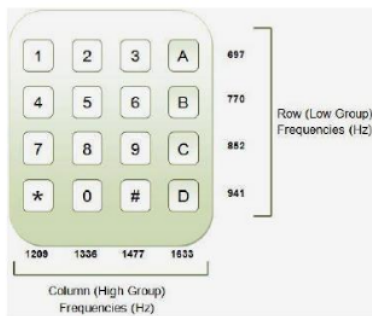 1 2 3 A 697
4 5 6 B 770
Row (Low Group)
Frequencies (Hz)
7 8 9 C 852
* 0 # D 941
1209 1336 1477 1633
Column (High Group)
Frequencies (Hz)